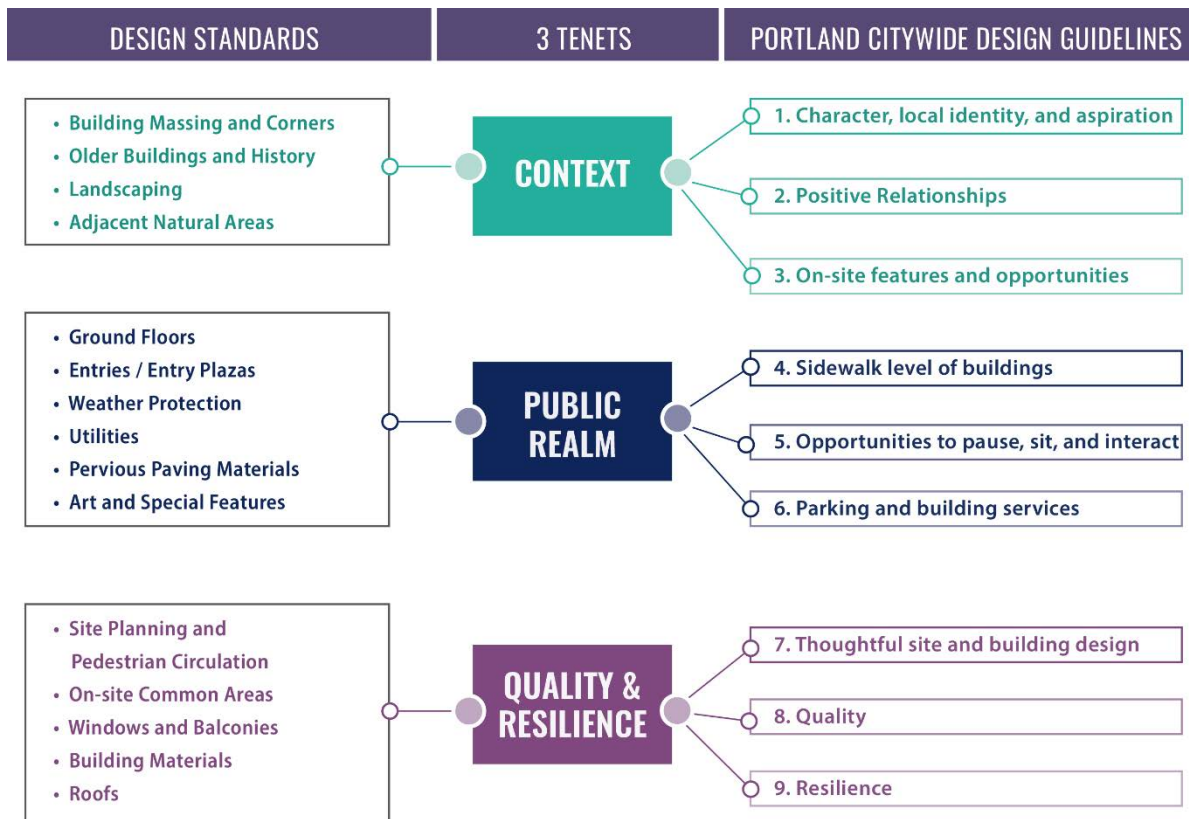 DESIGN STANDARDS
3 TENETS
PORTLAND CITYWIDE DESIGN GUIDELINES
• Building Massing and Corners
• Older Buildings and History
• Landscaping
• Adjacent Natural Areas
CONTEXT
1. Character, local identity, and aspiration
2. Positive Relationships
3. On-site features and opportunities
• Ground Floors
• Entries / Entry Plazas
• Weather Protection
• Utilities
• Pervious Paving Materials
• Art and Special Features
PUBLIC
REALM
4. Sidewalk level of buildings
5. Opportunities to pause, sit, and interact
6. Parking and building services
• Site Planning and
Pedestrian Circulation
• On-site Common Areas
• Windows and Balconies
• Building Materials
• Roofs
QUALITY &
RESILIENCE
7. Thoughtful site and building design
8. Quality
9. Resilience